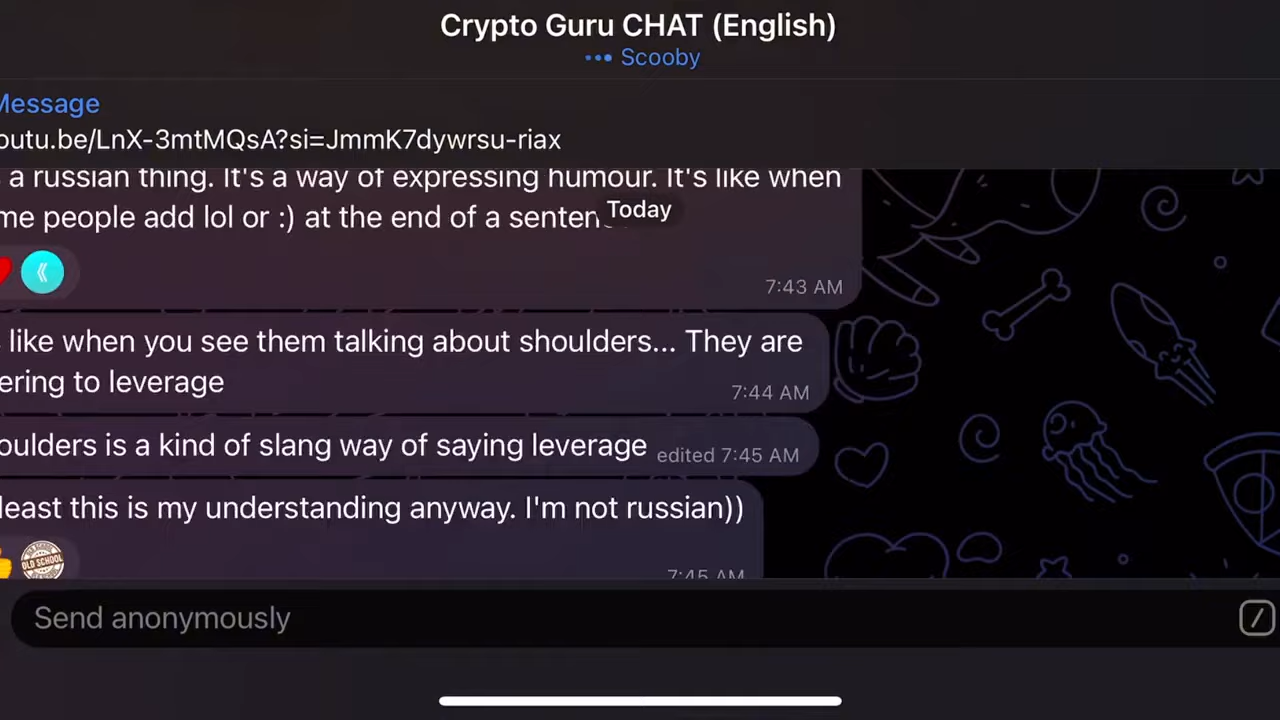 Crypto Guru CHAT (English)
Scooby
Message
outu.be/LnX-3mtMQsA?si=JmmK7dywrsu-riax
a russian thing. It's a way of expressing humour. It's like when
me people add lol or :) at the end of a senten
Today
7:43 AM
like when you see them talking about shoulders... They are
ering to leverage
7:44 AM
oulders is a kind of slang way of saying leverage edited 7:45 AM
least this is my understanding anyway. I'm not russian))
OLD SCHOOL
7:45 AM
Send anonymously